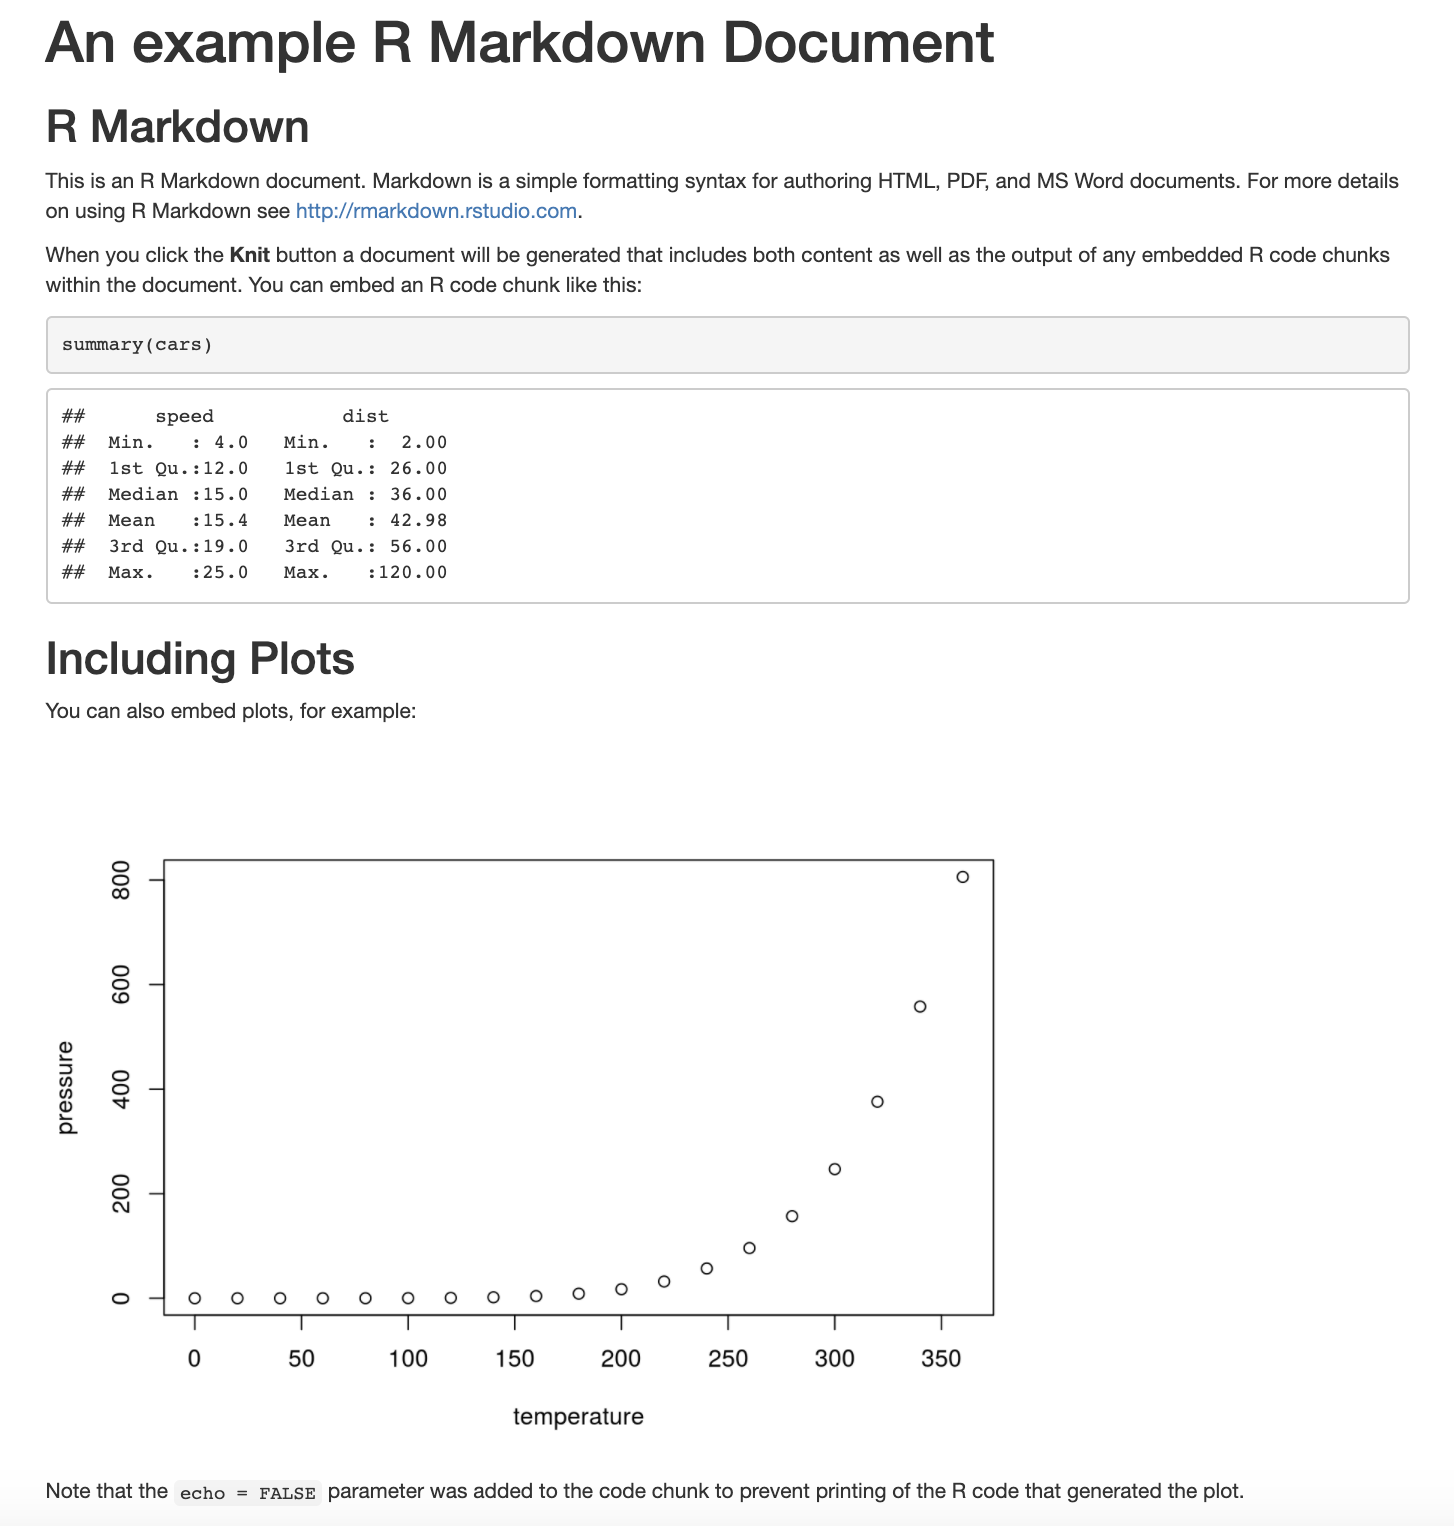 An example R Markdown Document
R Markdown
This is an R Markdown document. Markdown is a simple formatting syntax for authoring HTML, PDF, and MS Word documents. For more details
on using R Markdown see http://rmarkdown.rstudio.com.
When you click the Knit button a document will be generated that includes both content as well as the output of any embedded R code chunks
within the document. You can embed an R code chunk like this:
summary(cars)
##      speed           dist
##  Min.   : 4.0   Min.   :  2.00
##  1st Qu.:12.0   1st Qu.: 26.00
##  Median :15.0   Median : 36.00
##  Mean   :15.4   Mean   : 42.98
##  3rd Qu.:19.0   3rd Qu.: 56.00
##  Max.   :25.0   Max.   :120.00
Including Plots
You can also embed plots, for example:
800
600
400
200
0
pressure
0 50 100 150 200 250 300 350
temperature
Note that the echo = FALSE parameter was added to the code chunk to prevent printing of the R code that generated the plot.